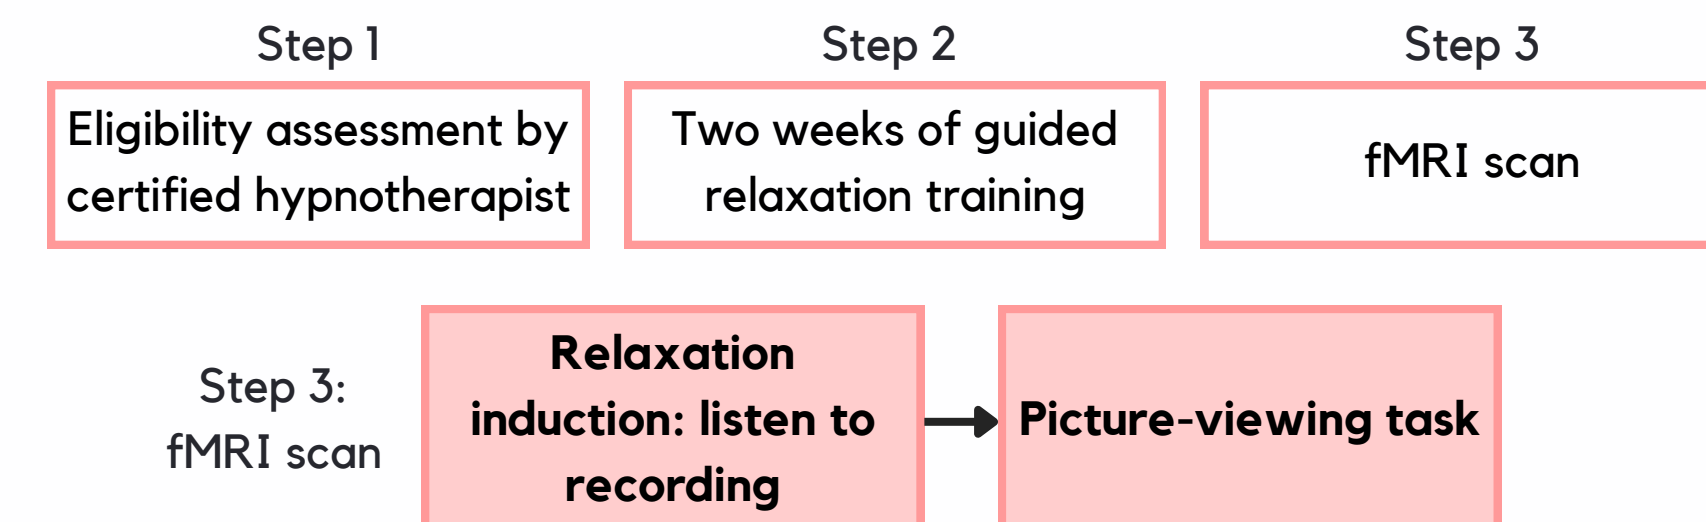 Step 1
Step 2
Step 3
Eligibility assessment by
certified hypnotherapist
Two weeks of guided
relaxation training
fMRI scan
Step 3:
fMRI scan
Relaxation
induction: listen to
recording
Picture-viewing task